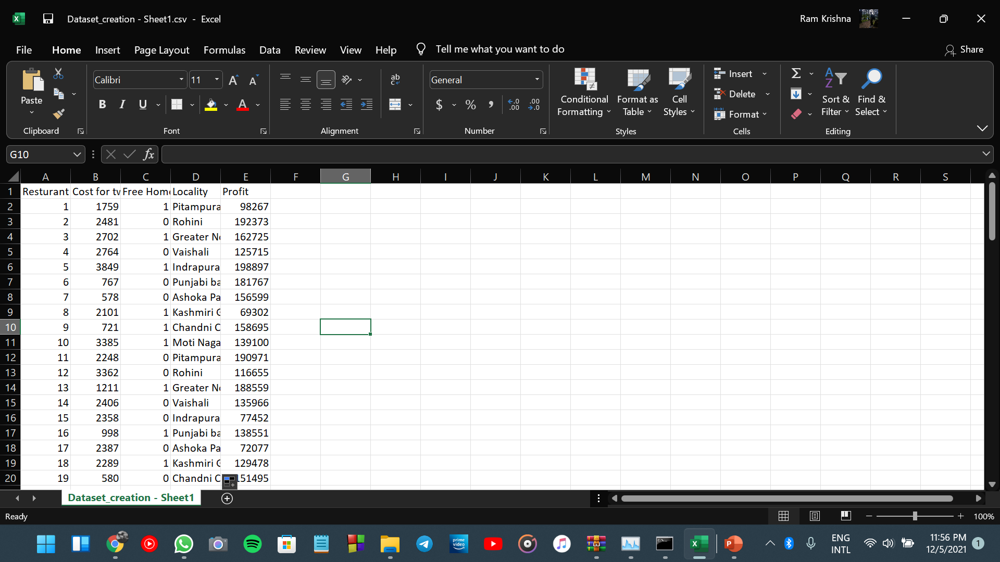 Dataset_creation - Sheet1.csv - Excel
Ram Krishna
File Home Insert Page Layout Formulas Data Review View Help Tell me what you want to do Share
Paste
Clipboard
Calibri 11
B I U
Font
ab
Alignment
General
$ % ,
Number
Conditional Formatting
Format as Table
Cell Styles
Styles
Insert
Delete
Format
Cells
Sort & Filter
Find & Select
Editing
G10 fx
A B C D E F G H I J K L M N O P Q R S
1 Resturant Cost for Free Locality Profit
2 1 1759 1 Pitampura 98267
3 2 2481 0 Rohini 192373
4 3 2702 1 Greater 162725
5 4 2764 0 Vaishali 125715
6 5 3849 1 Indrapura 198897
7 6 767 0 Punjabi ba 181767
8 7 578 0 Ashoka Pa 156599
9 8 2101 1 Kashmiri 69302
10 9 721 1 Chandni C 158695
11 10 3385 1 Moti Naga 139100
12 11 2248 0 Pitampura 190971
13 12 3362 0 Rohini 116655
14 13 1211 1 Greater 188559
15 14 2406 0 Vaishali 135966
16 15 2358 0 Indrapura 77452
17 16 998 1 Punjabi ba 138551
18 17 2387 0 Ashoka Pa 72077
19 18 2289 1 Kashmiri 129478
20 19 580 0 Chandni C 151495
Dataset_creation - Sheet1
Ready
100%
prime video
ENG INTL
11:56 PM
12/5/2021
1